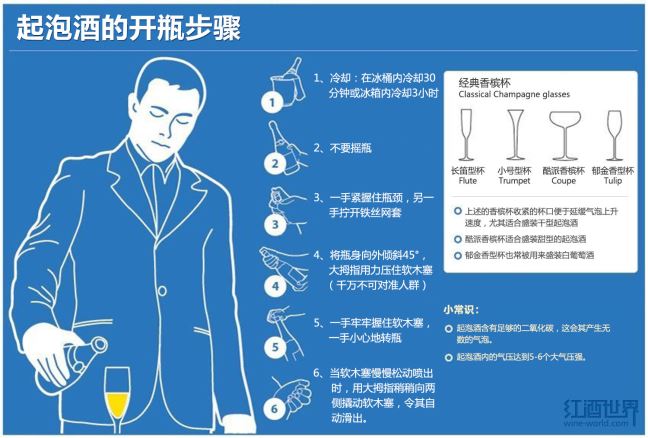 起泡酒的开瓶步骤
1
1、冷却：在冰桶内冷却30
分钟或冰箱内冷却3小时
2
2、不要摇瓶
3
3、一手紧握住瓶颈，另一
手拧开铁丝网套
4
4、将瓶身向外倾斜45°，
大拇指用力压住软木塞
（千万不可对准人群）
5
5、一手牢牢握住软木塞，
一手小心地转瓶
6
6、当软木塞慢慢松动喷出
时，用大拇指稍稍向两
侧撬动软木塞，令其自
动滑出。
经典香槟杯
Classical Champagne glasses
长笛型杯 小号型杯 酷派香槟杯 郁金香型杯
Flute Trumpet Coupe Tulip
上述的香槟杯收紧的杯口便于延缓气泡上升
速度，尤其适合盛装干型起泡酒
酷派香槟杯适合盛装甜型的起泡酒
郁金香型杯也常被用来盛装白葡萄酒
小常识：
起泡酒含有足够的二氧化碳，这会其产生无
数的气泡。
起泡酒内的气压达到5-6个大气压强。
红酒世界
wine-world.com